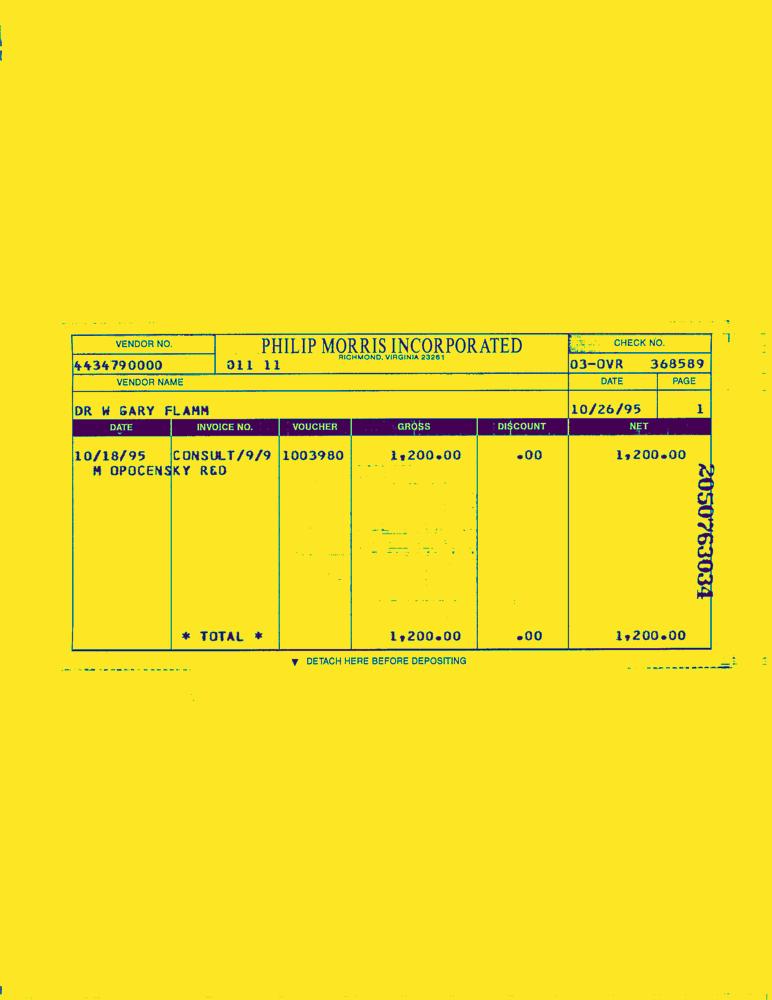 VENDOR NO. PHILIP MORRIS INCORPORATED CHECK NO.
RICHMOND, VIRGINIA 23261
4434790000 011 11 03-OVR 368589
VENDOR NAME DATE PAGE
DR W GARY FLAMM 10/26/95 1
DATE INVOICE NO. VOUCHER GROSS DISCOUNT NET
10/18/95 CONSULT/9/9 1003980 1,200.00 .00 1,200.00
M OPOCENSKY R&D
2050763034
* TOTAL * 1,200.00 .00 1,200.00
▼ DETACH HERE BEFORE DEPOSITING